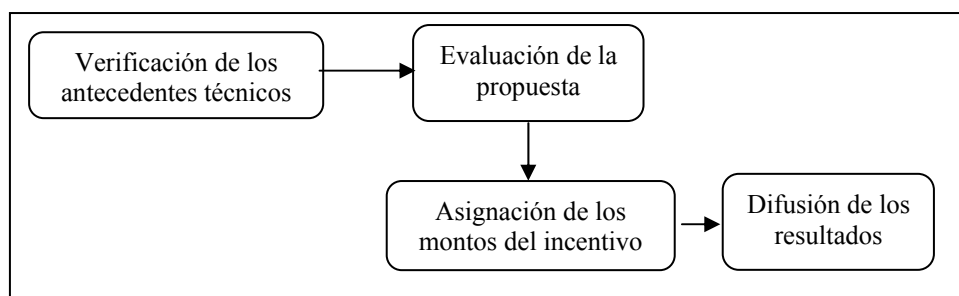 Verificación de los
antecedentes técnicos
Evaluación de la
propuesta
Asignación de los
montos del incentivo
Difusión de los
resultados